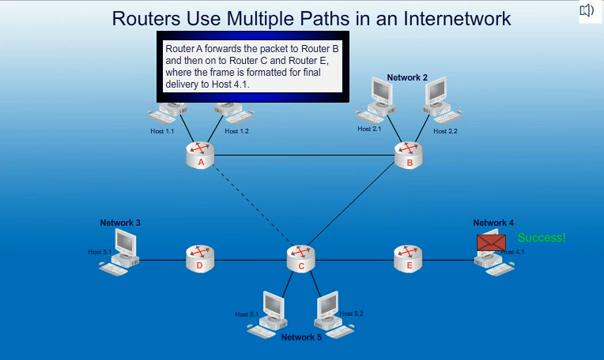 Routers Use Multiple Paths in an Internetwork
Router A forwards the packet to Router B
and then on to Router C and Router E,
where the frame is formatted for final
delivery to Host 4.1.
Network 2
Host 1.1
Host 1.2
Host 2.1
Host 2.2
A
B
Network 3
Network 4
Success!
Host 3.1
Host 4.1
D
C
E
Host 5.1
Host 5.2
Network 5